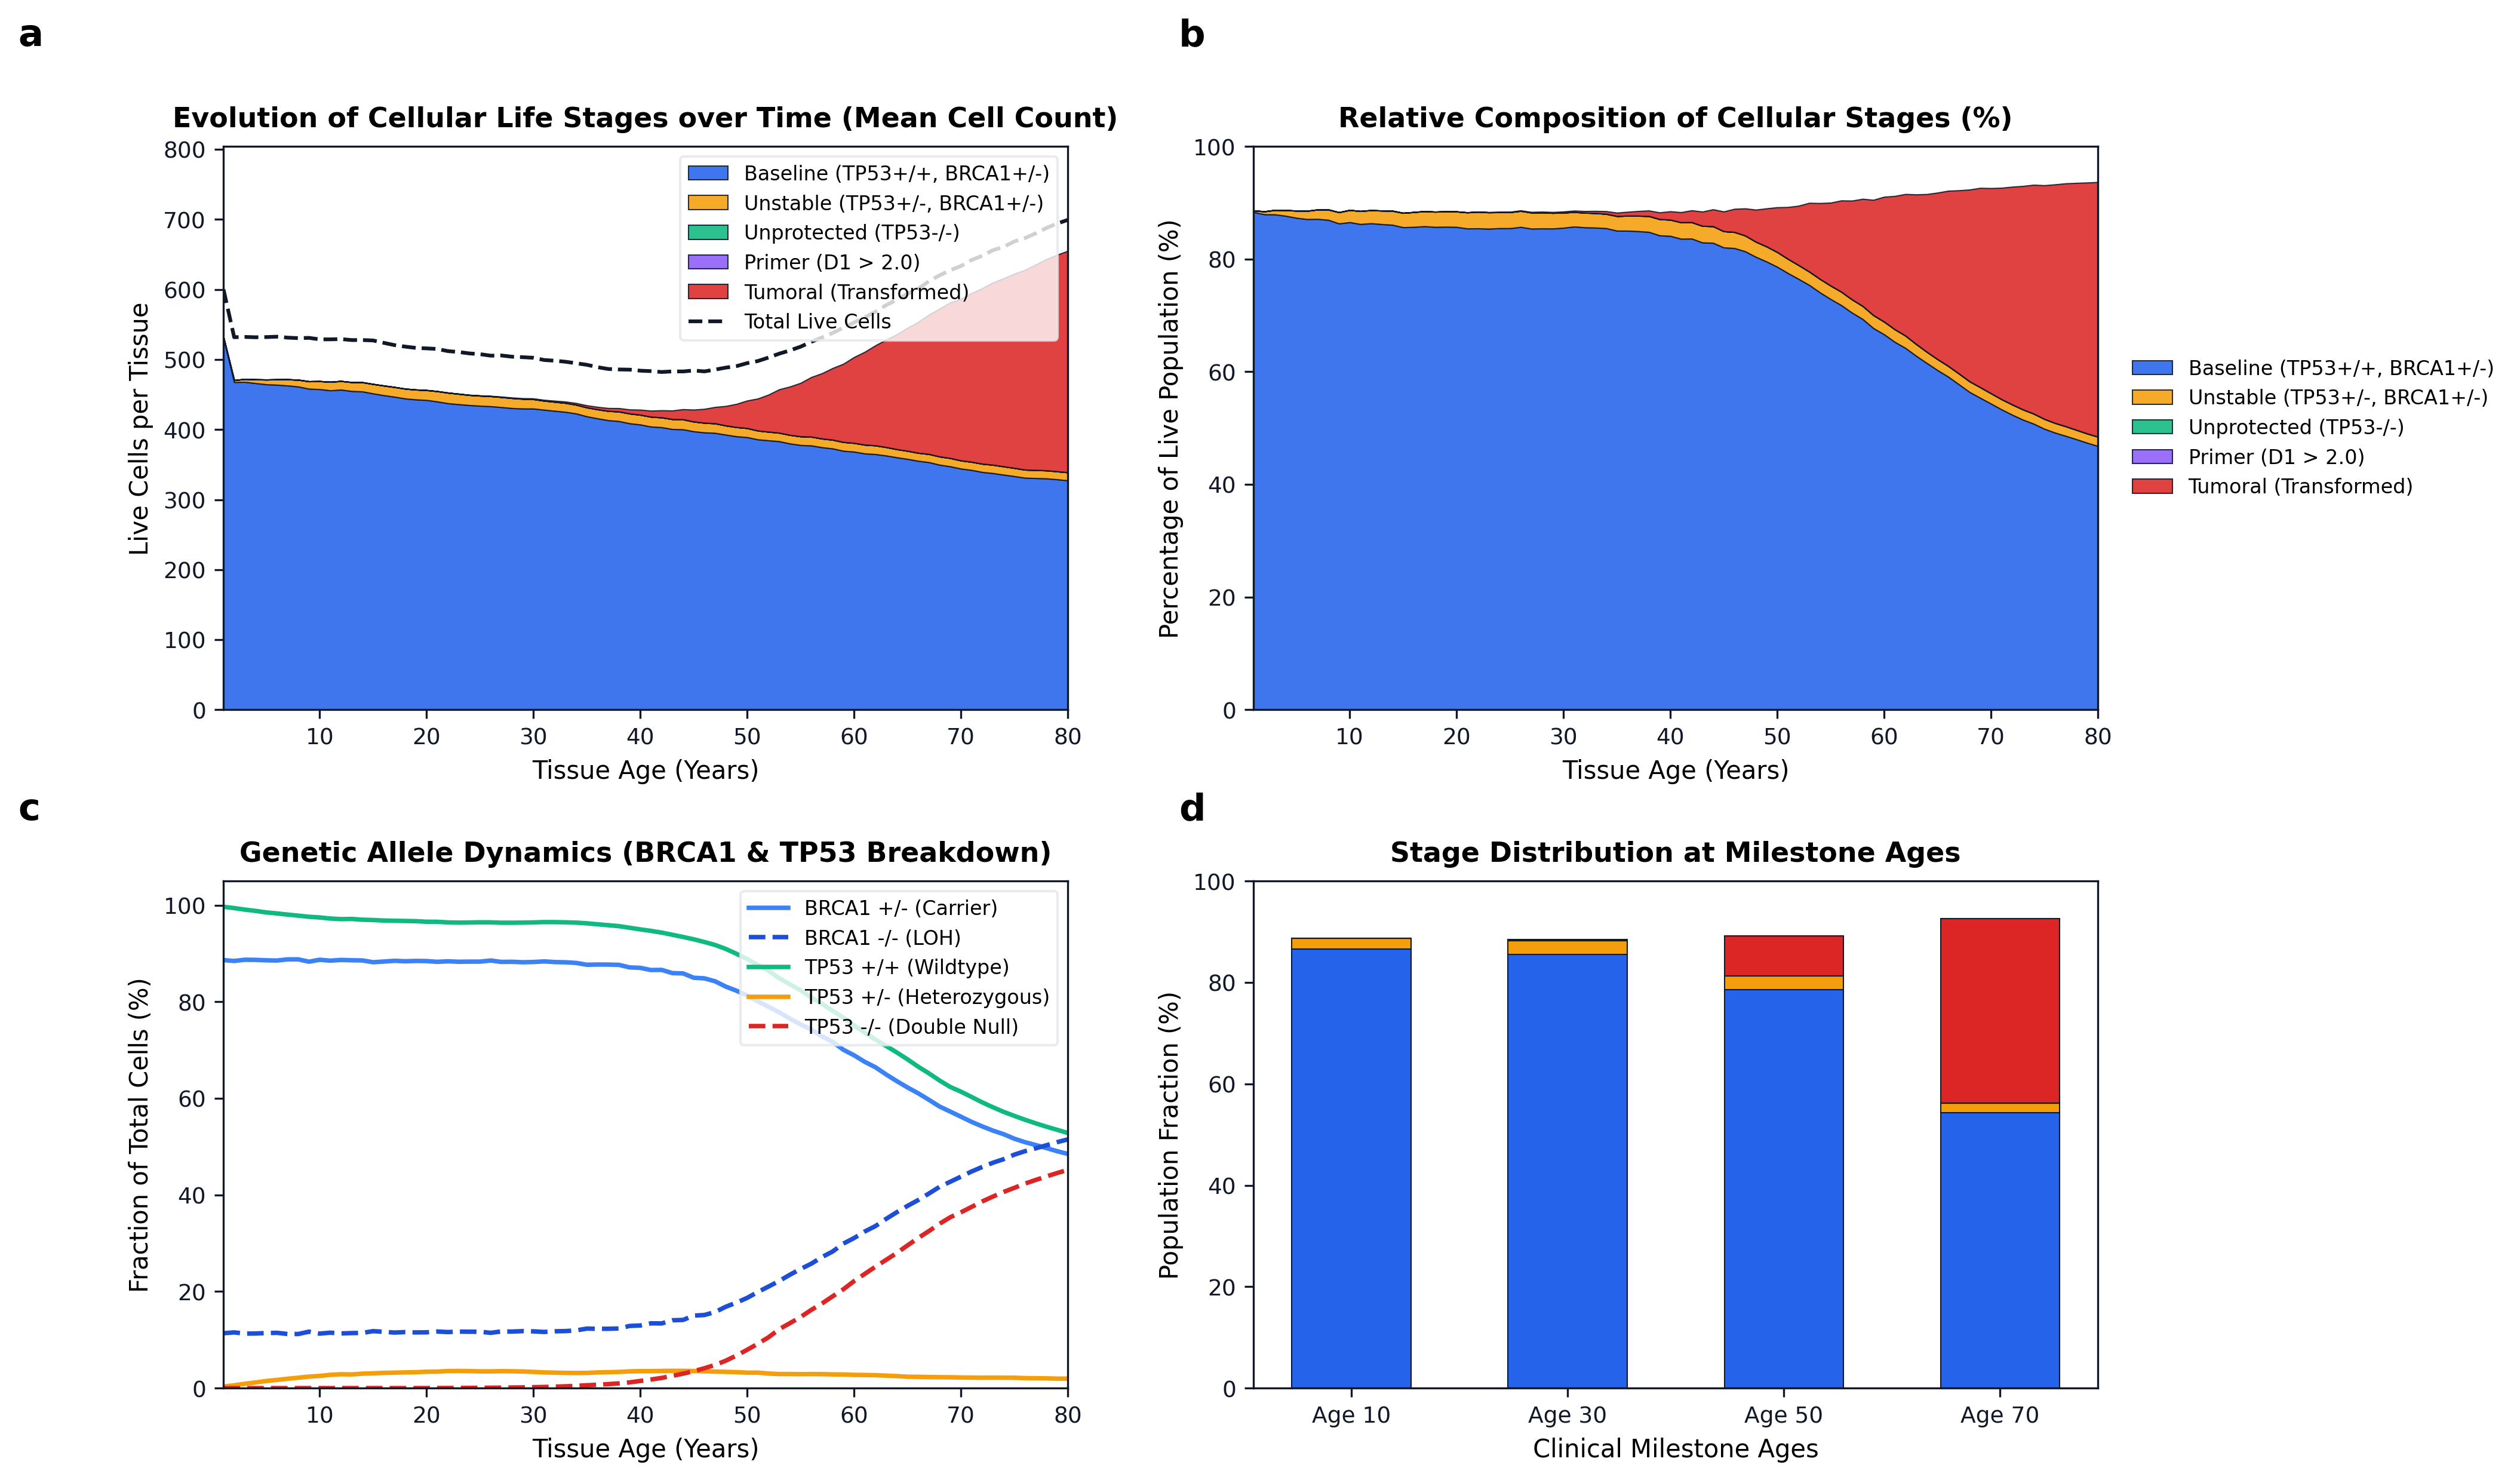 a
Evolution of Cellular Life Stages over Time (Mean Cell Count)
800
700
600
500
400
300
200
100
0
Live Cells per Tissue
Baseline (TP53+/+, BRCA1+/-)
Unstable (TP53+/-, BRCA1+/-)
Unprotected (TP53-/-)
Primer (D1 > 2.0)
Tumoral (Transformed)
Total Live Cells
10 20 30 40 50 60 70 80
Tissue Age (Years)
b
Relative Composition of Cellular Stages (%)
100
80
60
40
20
0
Percentage of Live Population (%)
10 20 30 40 50 60 70 80
Tissue Age (Years)
Baseline (TP53+/+, BRCA1+/-)
Unstable (TP53+/-, BRCA1+/-)
Unprotected (TP53-/-)
Primer (D1 > 2.0)
Tumoral (Transformed)
c
Genetic Allele Dynamics (BRCA1 & TP53 Breakdown)
100
80
60
40
20
0
Fraction of Total Cells (%)
BRCA1 +/- (Carrier)
BRCA1 -/- (LOH)
TP53 +/+ (Wildtype)
TP53 +/- (Heterozygous)
TP53 -/- (Double Null)
10 20 30 40 50 60 70 80
Tissue Age (Years)
d
Stage Distribution at Milestone Ages
100
80
60
40
20
0
Population Fraction (%)
Age 10 Age 30 Age 50 Age 70
Clinical Milestone Ages